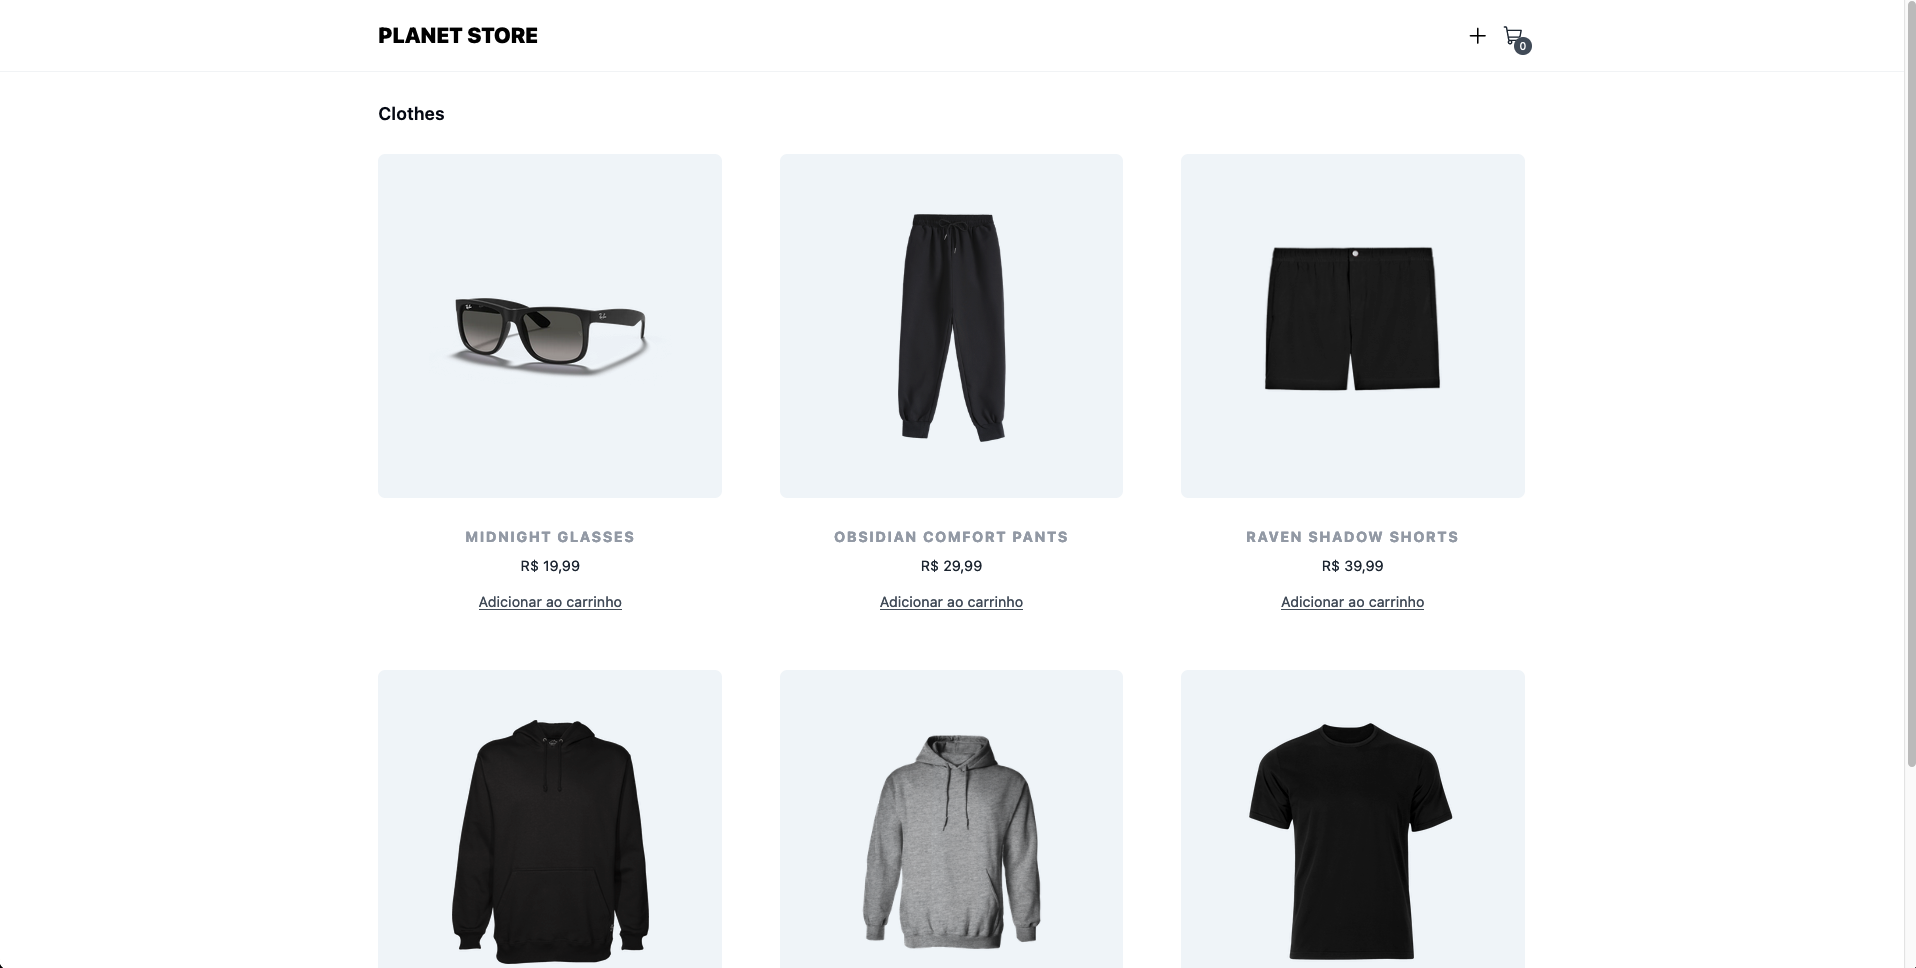 PLANET STORE
0
Clothes
MIDNIGHT GLASSES
R$ 19,99
Adicionar ao carrinho
OBSIDIAN COMFORT PANTS
R$ 29,99
Adicionar ao carrinho
RAVEN SHADOW SHORTS
R$ 39,99
Adicionar ao carrinho